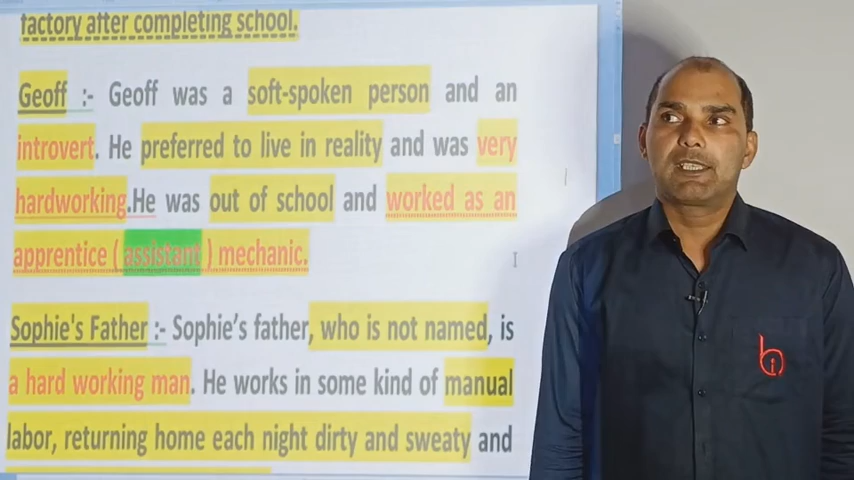 factory after completing school.
Geoff :- Geoff was a soft-spoken person and an
introvert. He preferred to live in reality and was very
hardworking.He was out of school and worked as an
apprentice ( assistant ) mechanic.
Sophie's Father :- Sophie's father, who is not named, is
a hard working man. He works in some kind of manual
labor, returning home each night dirty and sweaty and